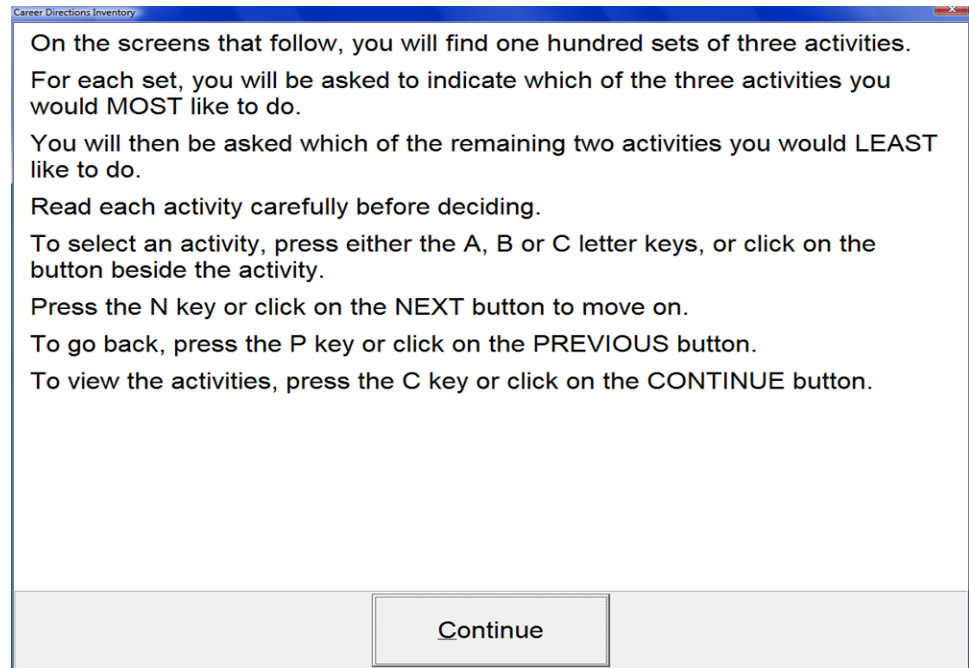 Career Directions Inventory
On the screens that follow, you will find one hundred sets of three activities.
For each set, you will be asked to indicate which of the three activities you
would MOST like to do.
You will then be asked which of the remaining two activities you would LEAST
like to do.
Read each activity carefully before deciding.
To select an activity, press either the A, B or C letter keys, or click on the
button beside the activity.
Press the N key or click on the NEXT button to move on.
To go back, press the P key or click on the PREVIOUS button.
To view the activities, press the C key or click on the CONTINUE button.
Continue